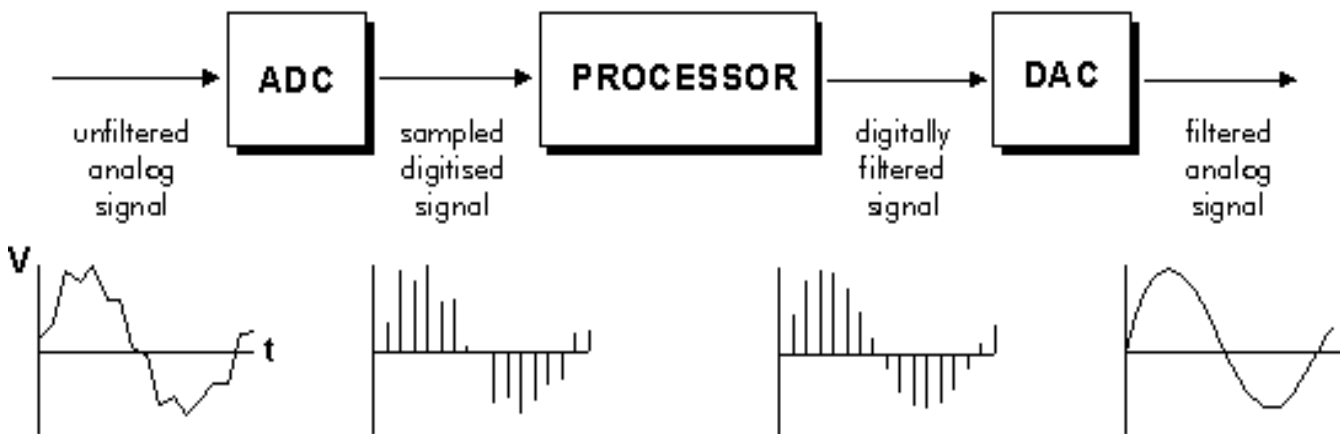 ADC
PROCESSOR
DAC
unfiltered
analog
signal
sampled
digitised
signal
digitally
filtered
signal
filtered
analog
signal
V
t